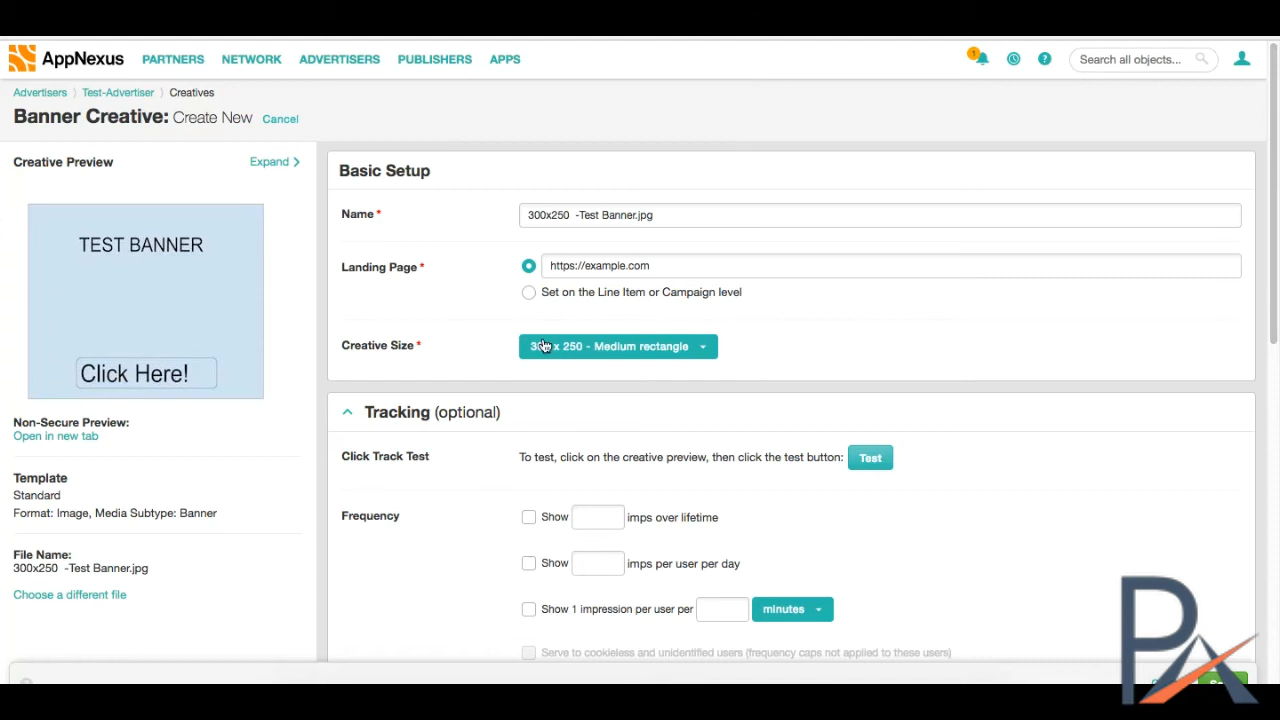 AppNexus PARTNERS NETWORK ADVERTISERS PUBLISHERS APPS 1 ? Search all objects...
Advertisers Test-Advertiser Creatives
Banner Creative: Create New Cancel
Creative Preview Expand
TEST BANNER
Click Here!
Non-Secure Preview:
Open in new tab
Template
Standard
Format: Image, Media Subtype: Banner
File Name:
300x250 -Test Banner.jpg
Choose a different file
Basic Setup
Name * 300x250 -Test Banner.jpg
Landing Page * https://example.com
Set on the Line Item or Campaign level
Creative Size * x 250 - Medium rectangle
Tracking (optional)
Click Track Test To test, click on the creative preview, then click the test button: Test
Frequency Show imps over lifetime
Show imps per user per day
Show 1 impression per user per minutes
Serve to cookieless and unidentified users (frequency caps not applied to these users)
PA